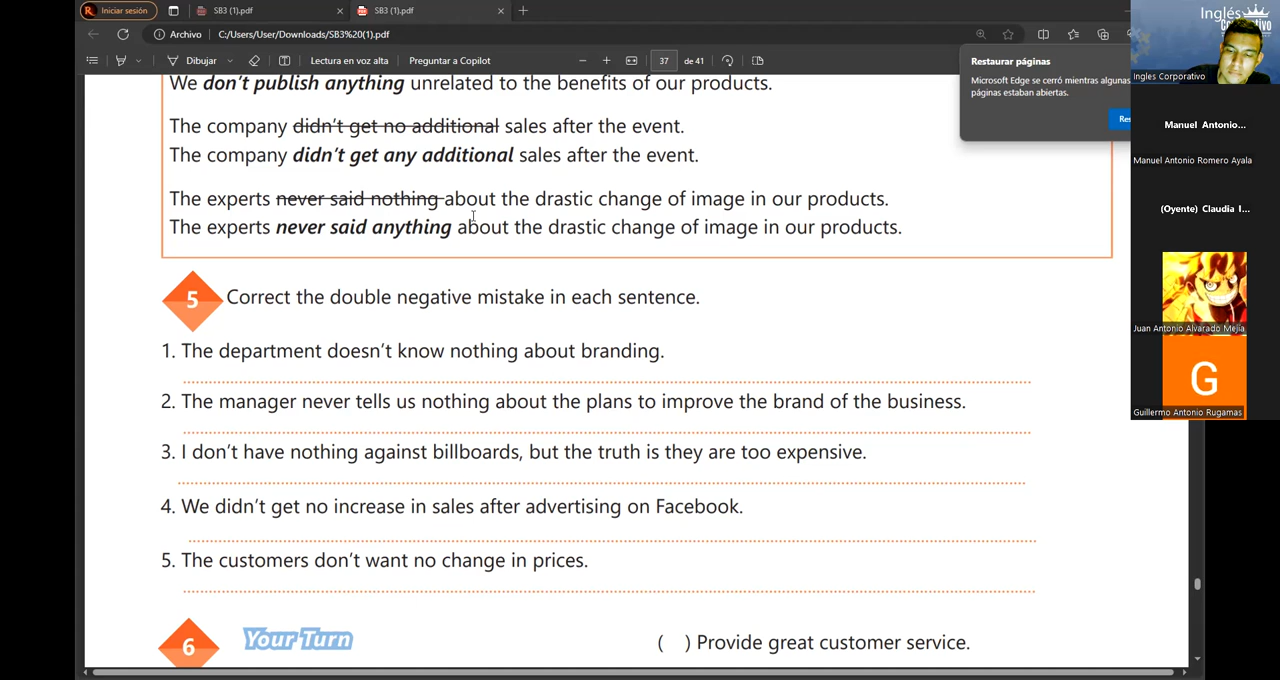 Iniciar sesión
SB3 (1).pdf
SB3 (1).pdf
Archivo
C:/Users/User/Downloads/SB3%20(1).pdf
Dibujar
Lectura en voz alta
Preguntar a Copilot
37
de 41
Restaurar páginas
Microsoft Edge se cerró mientras algunas
páginas estaban abiertas.
Res
Inglés
Corporativo
Ingles Corporativo
Manuel Antonio...
Manuel Antonio Romero Ayala
(Oyente) Claudia I...
Juan Antonio Alvarado Mejía
G
Guillermo Antonio Rugamas
We don't publish anything unrelated to the benefits of our products.
The company didn't get no additional sales after the event.
The company didn't get any additional sales after the event.
The experts never said nothing about the drastic change of image in our products.
The experts never said anything about the drastic change of image in our products.
5 Correct the double negative mistake in each sentence.
1. The department doesn't know nothing about branding.
2. The manager never tells us nothing about the plans to improve the brand of the business.
3. I don't have nothing against billboards, but the truth is they are too expensive.
4. We didn't get no increase in sales after advertising on Facebook.
5. The customers don't want no change in prices.
6 Your Turn
( ) Provide great customer service.